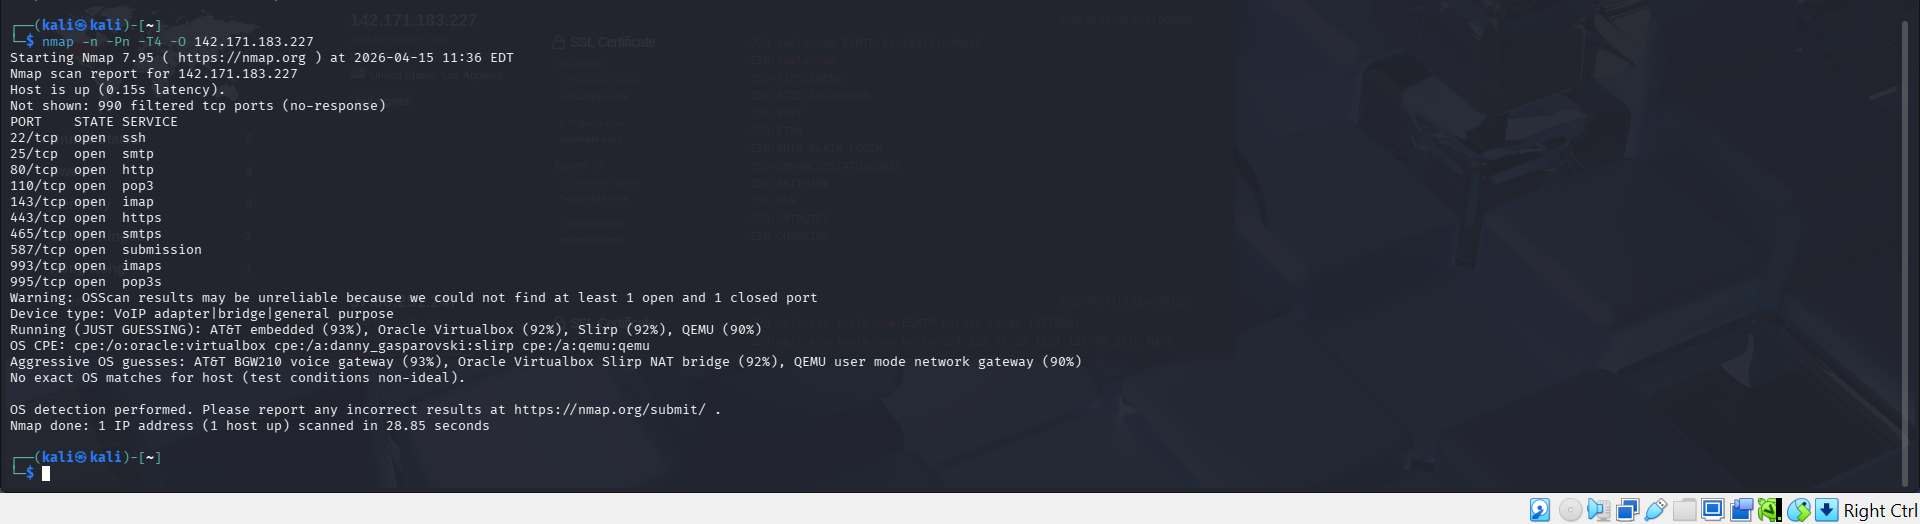 ┌──(kali㉿kali)-[~]
└─$ nmap -n -Pn -T4 -O 142.171.183.227
Starting Nmap 7.95 ( https://nmap.org ) at 2026-04-15 11:36 EDT
Nmap scan report for 142.171.183.227
Host is up (0.15s latency).
Not shown: 990 filtered tcp ports (no-response)
PORT    STATE SERVICE
22/tcp  open  ssh
25/tcp  open  smtp
80/tcp  open  http
110/tcp open  pop3
143/tcp open  imap
443/tcp open  https
465/tcp open  smtps
587/tcp open  submission
993/tcp open  imaps
995/tcp open  pop3s
Warning: OSScan results may be unreliable because we could not find at least 1 open and 1 closed port
Device type: VoIP adapter|bridge|general purpose
Running (JUST GUESSING): AT&T embedded (93%), Oracle Virtualbox (92%), Slirp (92%), QEMU (90%)
OS CPE: cpe:/o:oracle:virtualbox cpe:/a:danny_gasparovski:slirp cpe:/a:qemu:qemu
Aggressive OS guesses: AT&T BGW210 voice gateway (93%), Oracle Virtualbox Slirp NAT bridge (92%), QEMU user mode network gateway (90%)
No exact OS matches for host (test conditions non-ideal).
OS detection performed. Please report any incorrect results at https://nmap.org/submit/ .
Nmap done: 1 IP address (1 host up) scanned in 28.85 seconds
┌──(kali㉿kali)-[~]
└─$
142.171.183.227
SSL Certificate
United States, Los Angeles
Right Ctrl